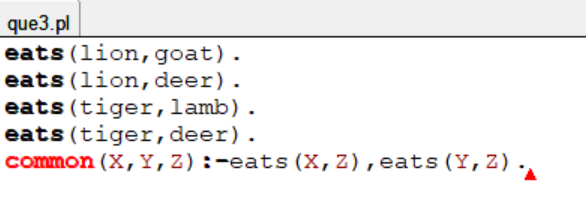 que3.pl
eats(lion,goat).
eats(lion,deer).
eats(tiger,lamb).
eats(tiger,deer).
common(X,Y,Z):-eats(X,Z),eats(Y,Z).